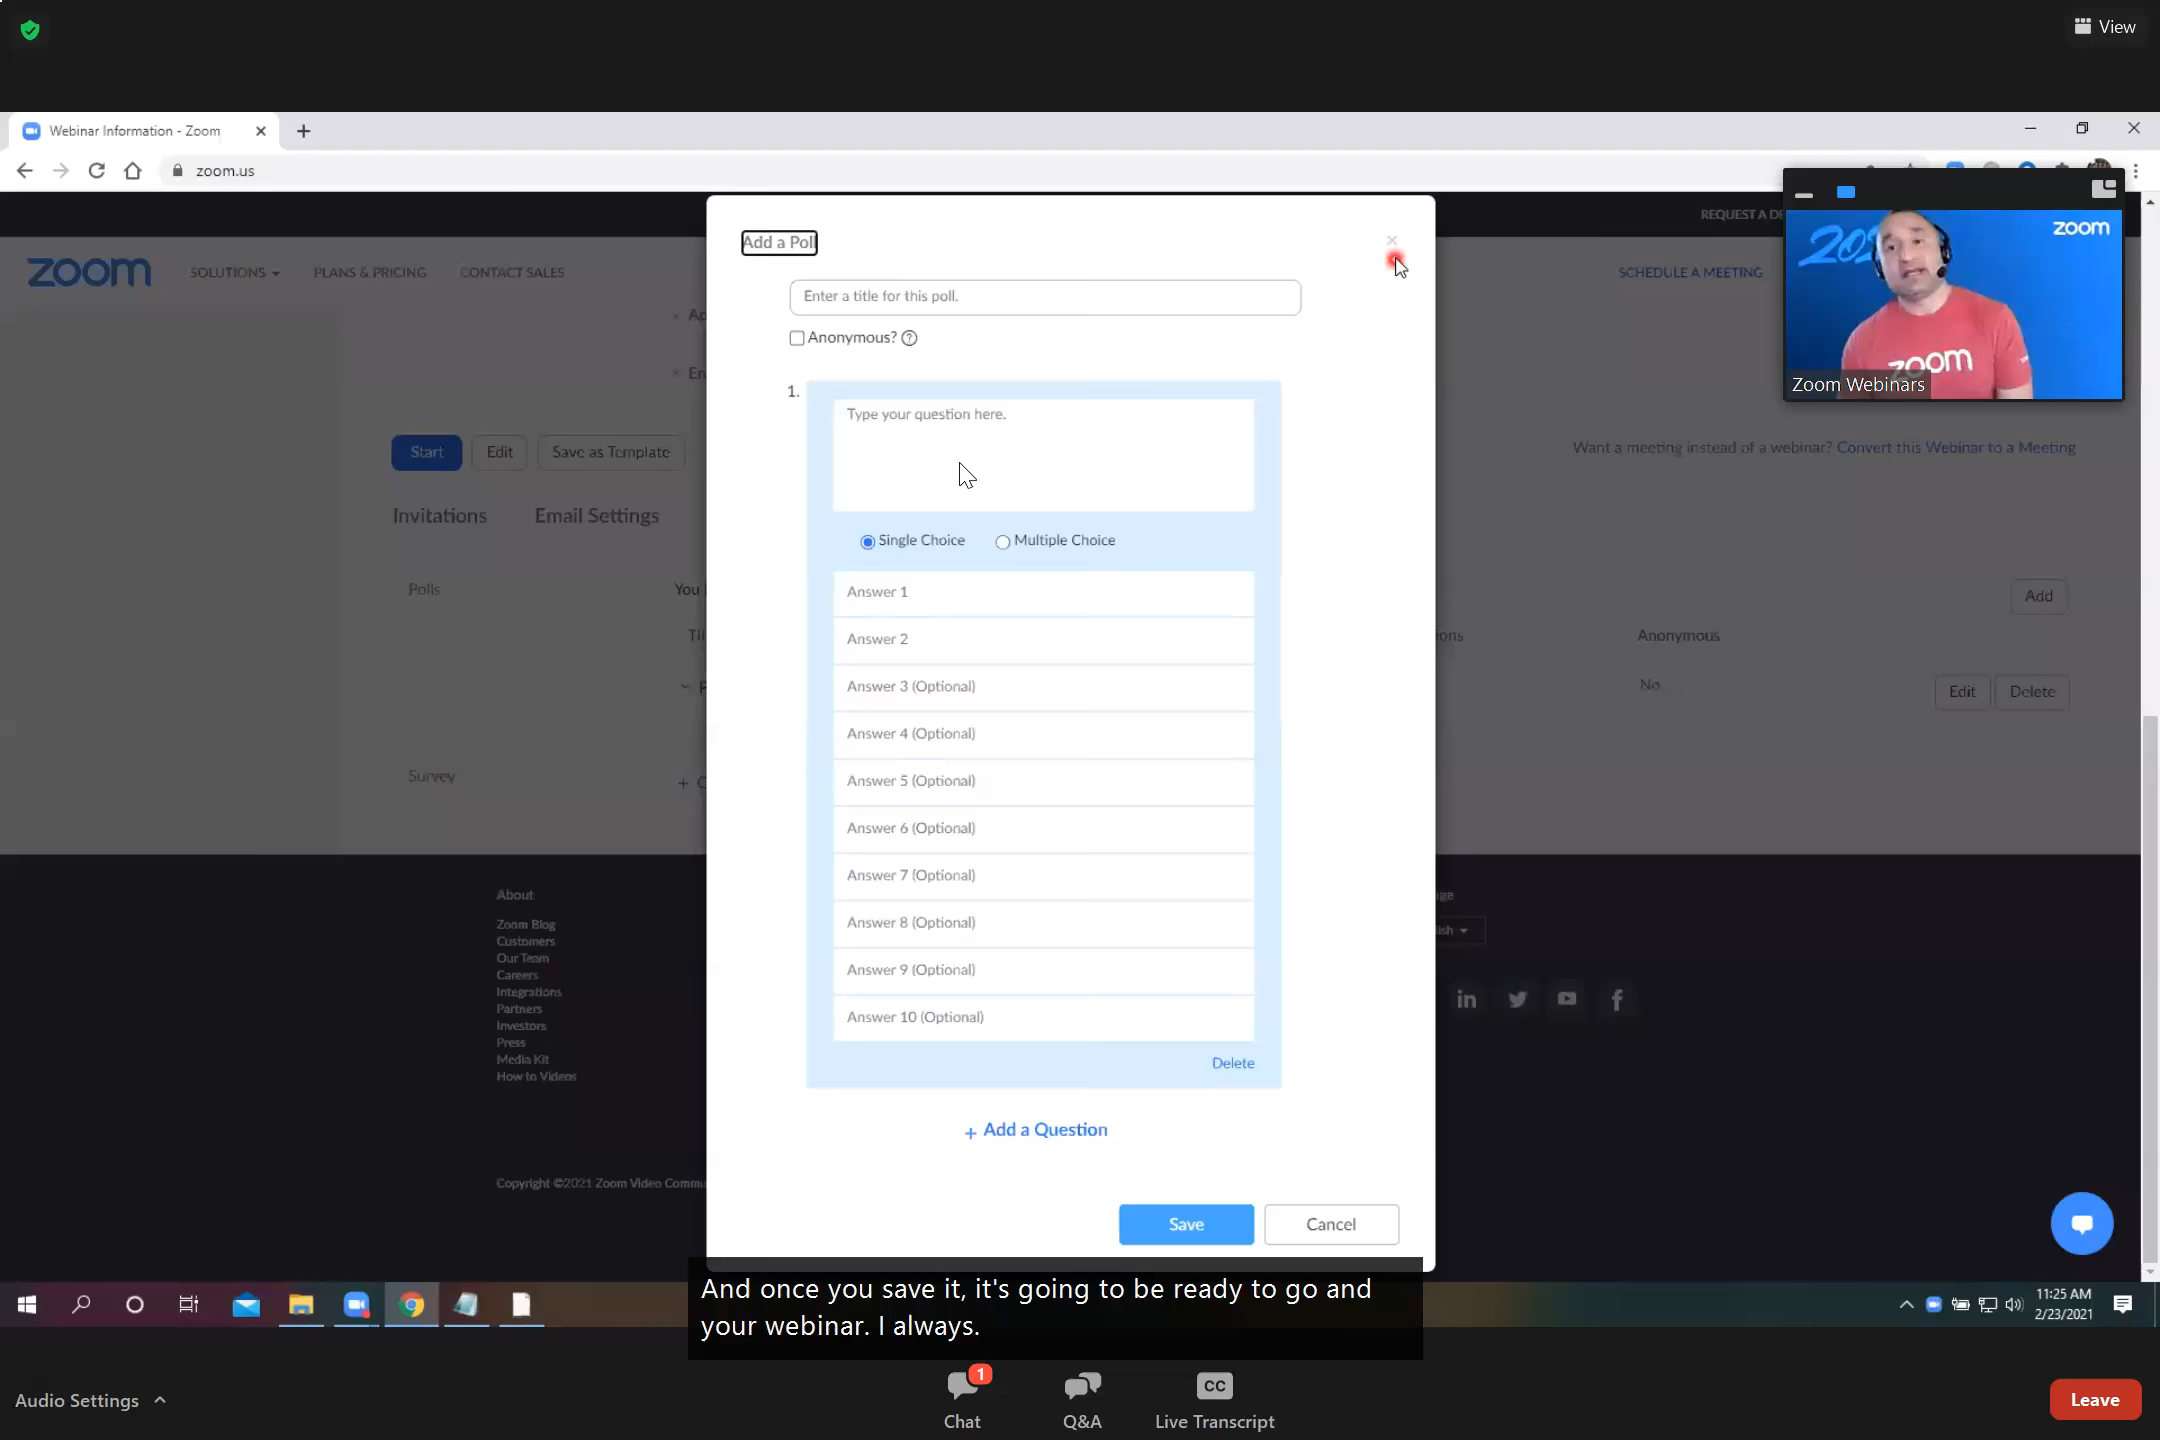 View
Webinar Information - Zoom
zoom.us
REQUEST A DE
zoom
SOLUTIONS
PLANS & PRICING
CONTACT SALES
SCHEDULE A MEETING
zoom
zoom
Zoom Webinars
Add a Poll
Enter a title for this poll.
Anonymous?
1.
Type your question here.
Start
Edit
Save as Template
Want a meeting instead of a webinar? Convert this Webinar to a Meeting
Invitations
Email Settings
Single Choice
Multiple Choice
Polls
You
Add
Anonymous
No
Edit
Delete
Survey
Answer 1
Answer 2
Answer 3 (Optional)
Answer 4 (Optional)
Answer 5 (Optional)
Answer 6 (Optional)
Answer 7 (Optional)
Answer 8 (Optional)
Answer 9 (Optional)
Answer 10 (Optional)
Delete
+ Add a Question
Save
Cancel
About
Zoom Blog
Customers
Our Team
Careers
Integrations
Partners
Investors
Press
Media Kit
How to Videos
Copyright ©2021 Zoom Video Commu
And once you save it, it's going to be ready to go and
your webinar. I always.
11:25 AM
2/23/2021
Audio Settings
1
Chat
Q&A
CC
Live Transcript
Leave